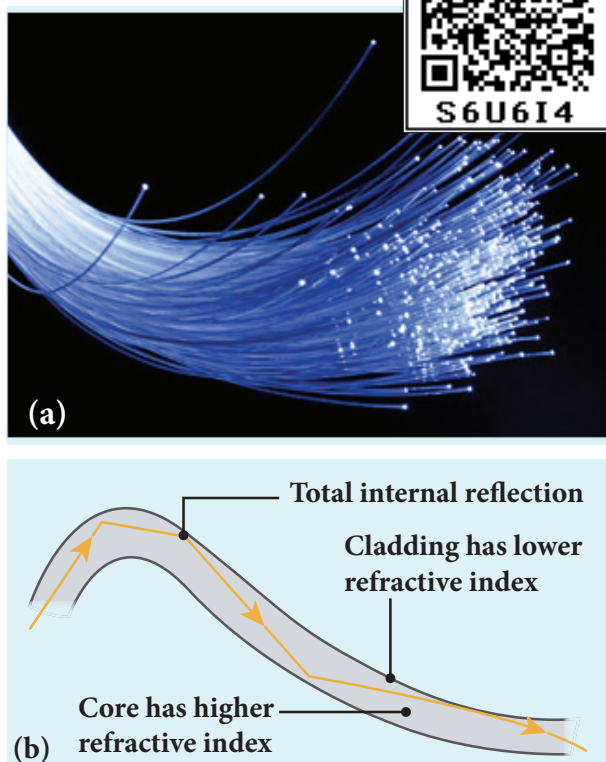 S6U6I4
(a)
Total internal reflection
Cladding has lower
refractive index
Core has higher
refractive index
(b)